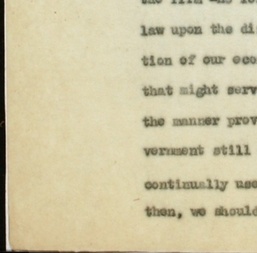 law upon the di
tion of our eco
that might serv
the manner prov
vernment still
continually use
then, we should